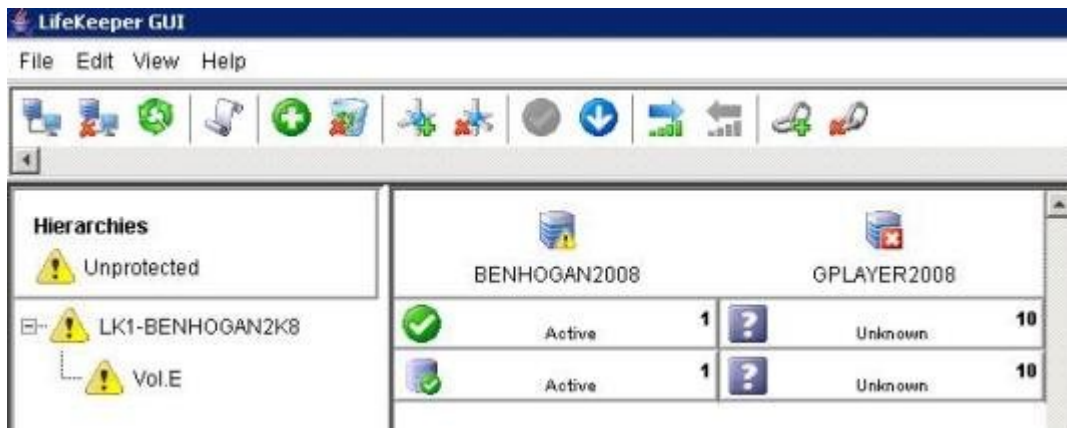 LifeKeeper GUI
File Edit View Help
Hierarchies
Unprotected
BENHOGAN2008
GPLAYER2008
LK1-BENHOGAN2K8
Active 1
Unknown 10
Vol.E
Active 1
Unknown 10